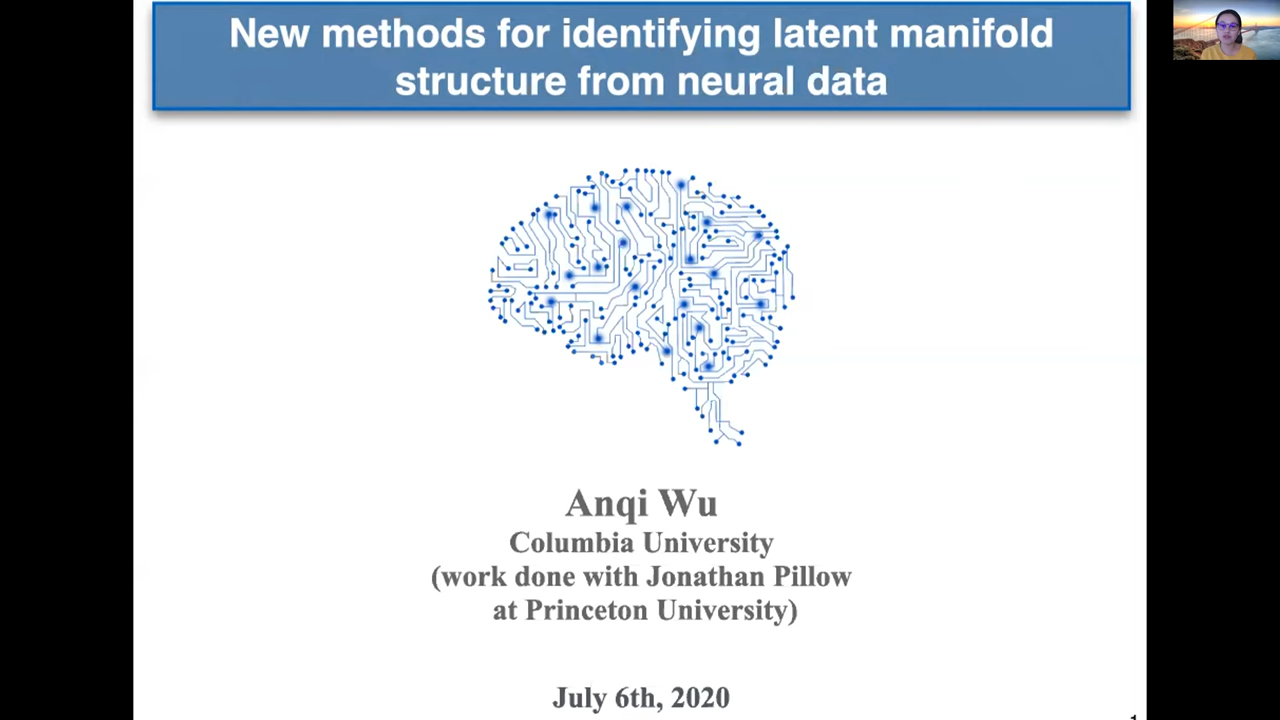 New methods for identifying latent manifold
structure from neural data
Anqi Wu
Columbia University
(work done with Jonathan Pillow
at Princeton University)
July 6th, 2020
1